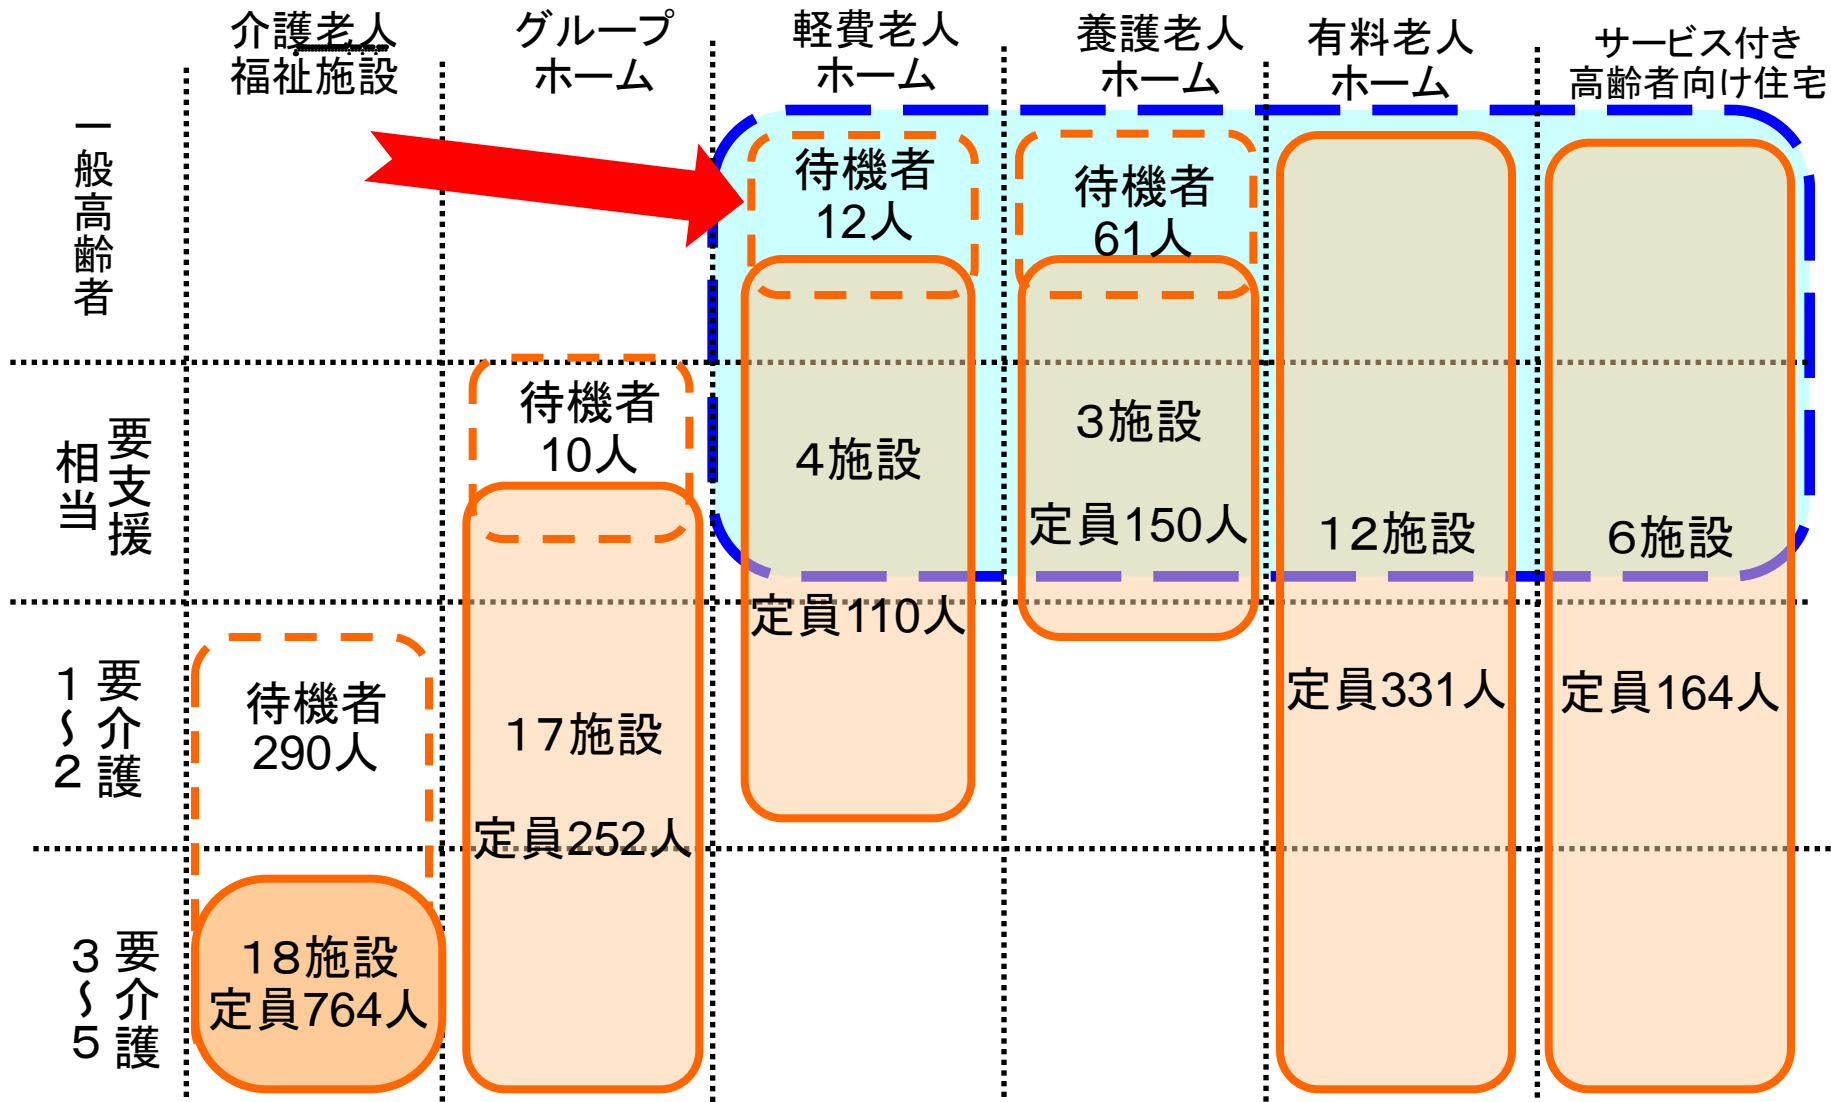 介護老人
福祉施設
グループ
ホーム
軽費老人
ホーム
養護老人
ホーム
有料老人
ホーム
サービス付き
高齢者向け住宅
一般高齢者
待機者
12人
待機者
61人
要支援
相当
待機者
10人
4施設
3施設
定員150人
12施設
6施設
定員110人
要介護
1~2
待機者
290人
17施設
定員252人
定員331人
定員164人
要介護
3~5
18施設
定員764人